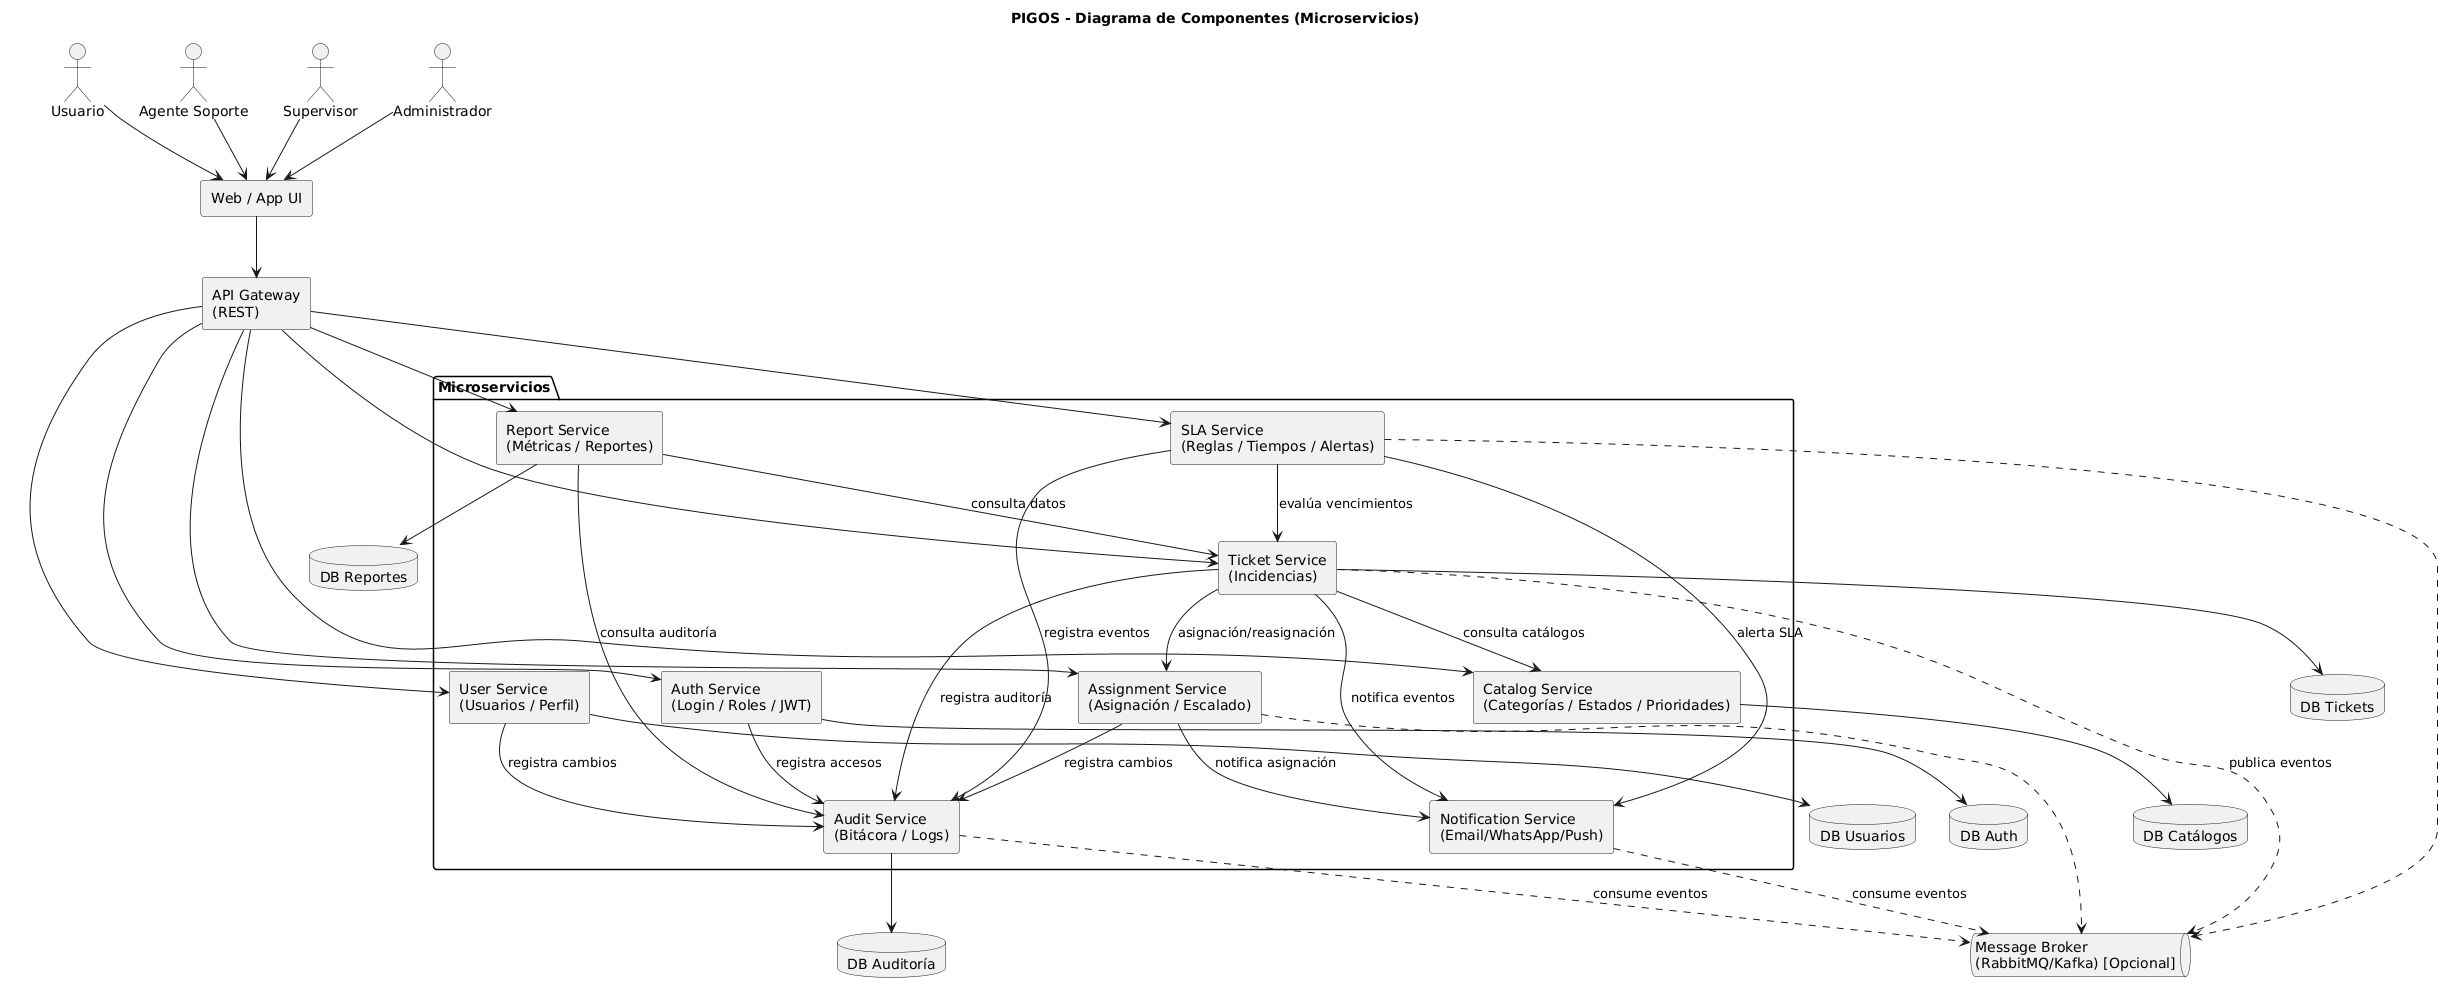 PIGOS - Diagrama de Componentes (Microservicios)
Usuario
Agente Soporte
Supervisor
Administrador
Web / App UI
API Gateway
(REST)
Microservicios
Report Service
(Métricas / Reportes)
SLA Service
(Reglas / Tiempos / Alertas)
consulta datos
evalúa vencimientos
DB Reportes
Ticket Service
(Incidencias)
consulta auditoría
registra eventos
asignación/reasignación
consulta catálogos
alerta SLA
User Service
(Usuarios / Perfil)
Auth Service
(Login / Roles / JWT)
registra auditoría
Assignment Service
(Asignación / Escalado)
notifica eventos
Catalog Service
(Categorías / Estados / Prioridades)
DB Tickets
registra cambios
registra accesos
registra cambios
notifica asignación
publica eventos
Audit Service
(Bitácora / Logs)
Notification Service
(Email/WhatsApp/Push)
DB Usuarios
DB Auth
DB Catálogos
consume eventos
consume eventos
DB Auditoría
Message Broker
(RabbitMQ/Kafka) [Opcional]